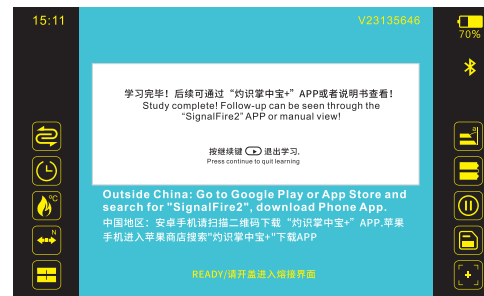 15:11
V23135646
70%
学习完毕！后续可通过“灼识掌中宝+”APP或者说明书查看！
Study complete! Follow-up can be seen through the
“SignalFire2” APP or manual view!
按继续键 退出学习.
Press continue to quit learning
Outside China: Go to Google Play or App Store and
search for "SignalFire2", download Phone App.
中国地区：安卓手机请扫描二维码下载“灼识掌中宝+”APP.苹果
手机进入苹果商店搜索"灼识掌中宝+"下载APP
READY/请开盖进入熔接界面
°C
N
a